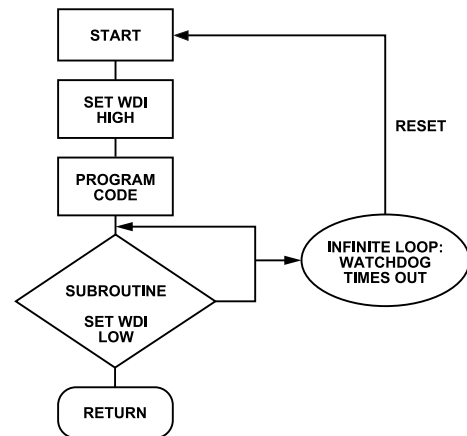 START
SET WDI
HIGH
RESET
PROGRAM
CODE
INFINITE LOOP:
WATCHDOG
TIMES OUT
SUBROUTINE
SET WDI
LOW
RETURN